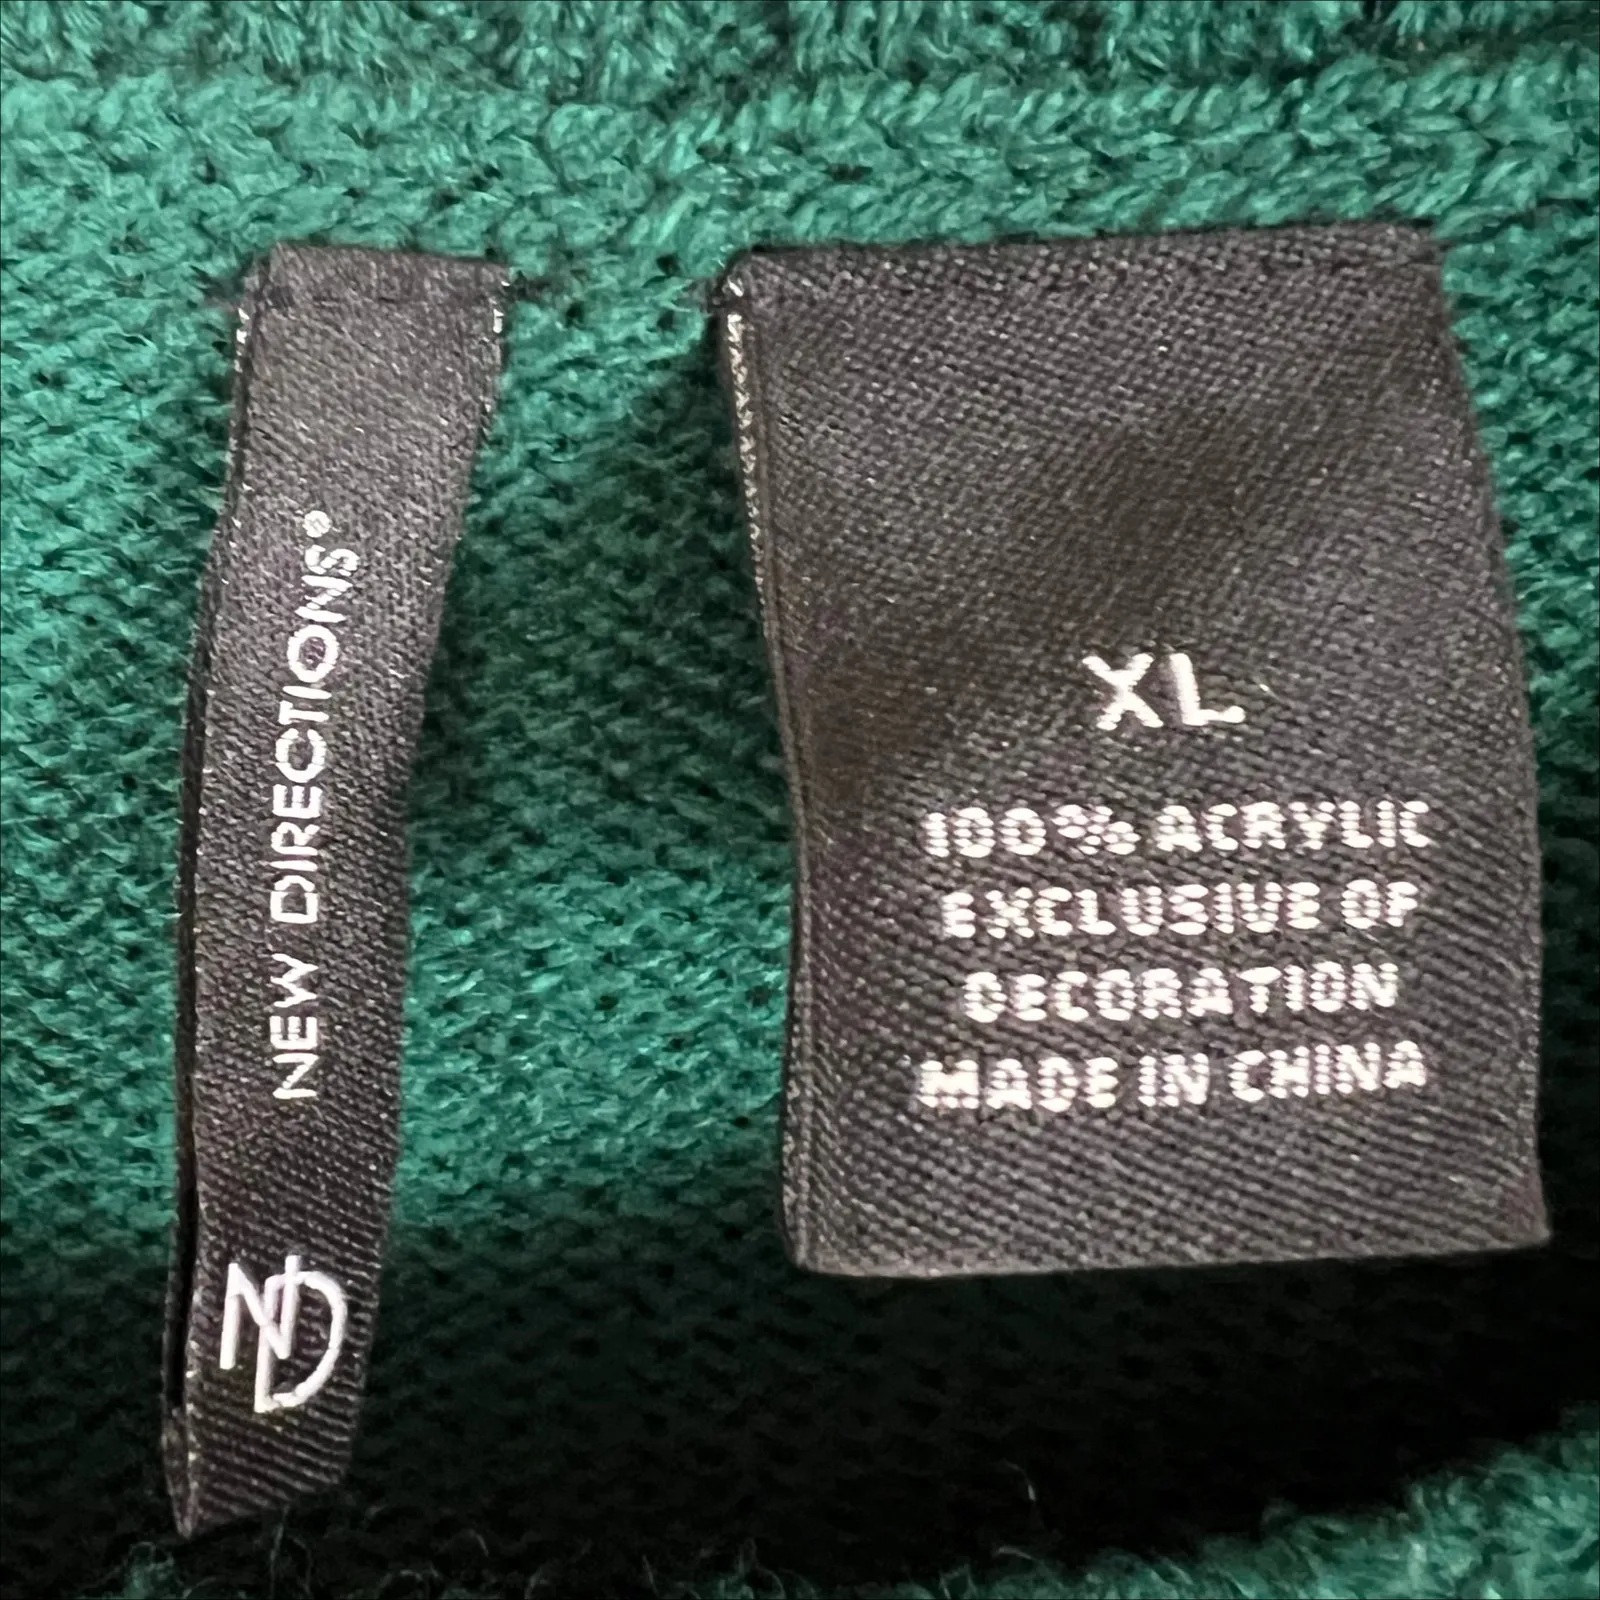 NEW DIRECTIONS®
ND
XL
100% ACRYLIC
EXCLUSIVE OF
DECORATION
MADE IN CHINA